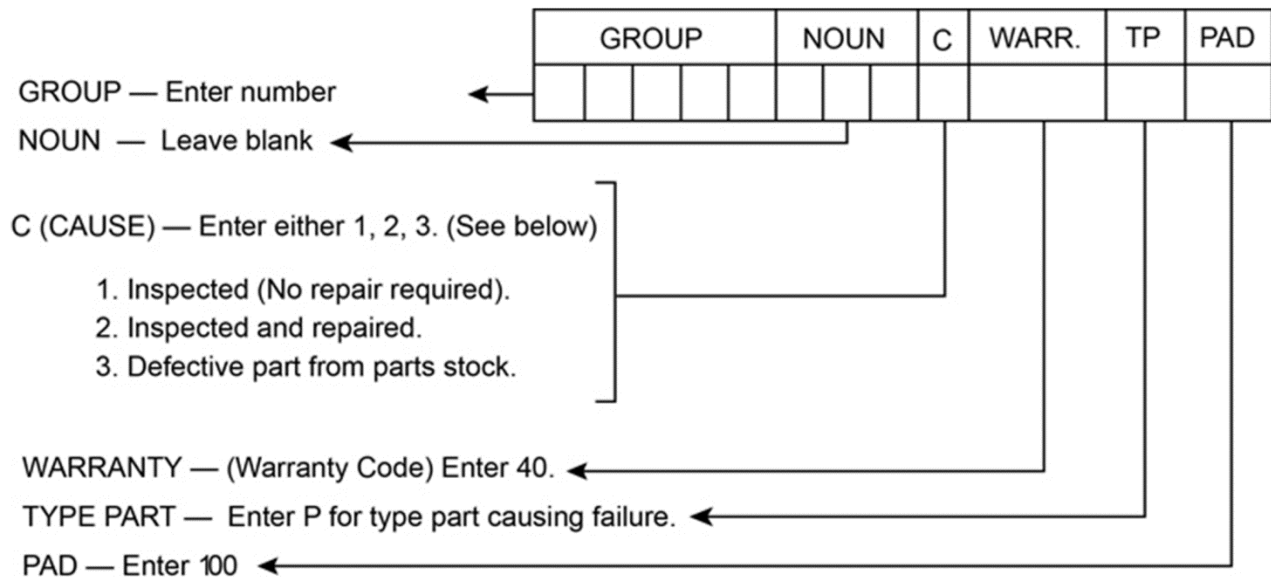 GROUP NOUN C WARR. TP PAD
GROUP — Enter number
NOUN — Leave blank
C (CAUSE) — Enter either 1, 2, 3. (See below)
1. Inspected (No repair required).
2. Inspected and repaired.
3. Defective part from parts stock.
WARRANTY — (Warranty Code) Enter 40.
TYPE PART — Enter P for type part causing failure.
PAD — Enter 100